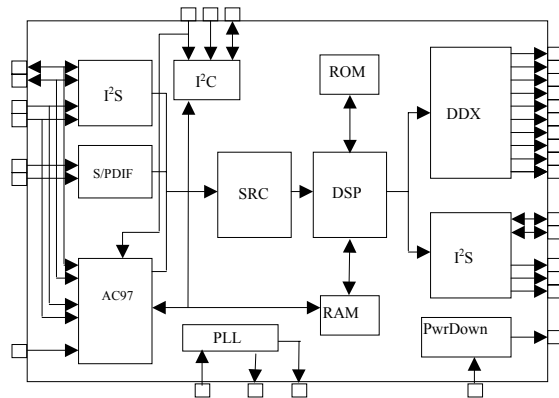 I²S
I²C
ROM
DDX
S/PDIF
SRC
DSP
I²S
AC97
RAM
PLL
PwrDown